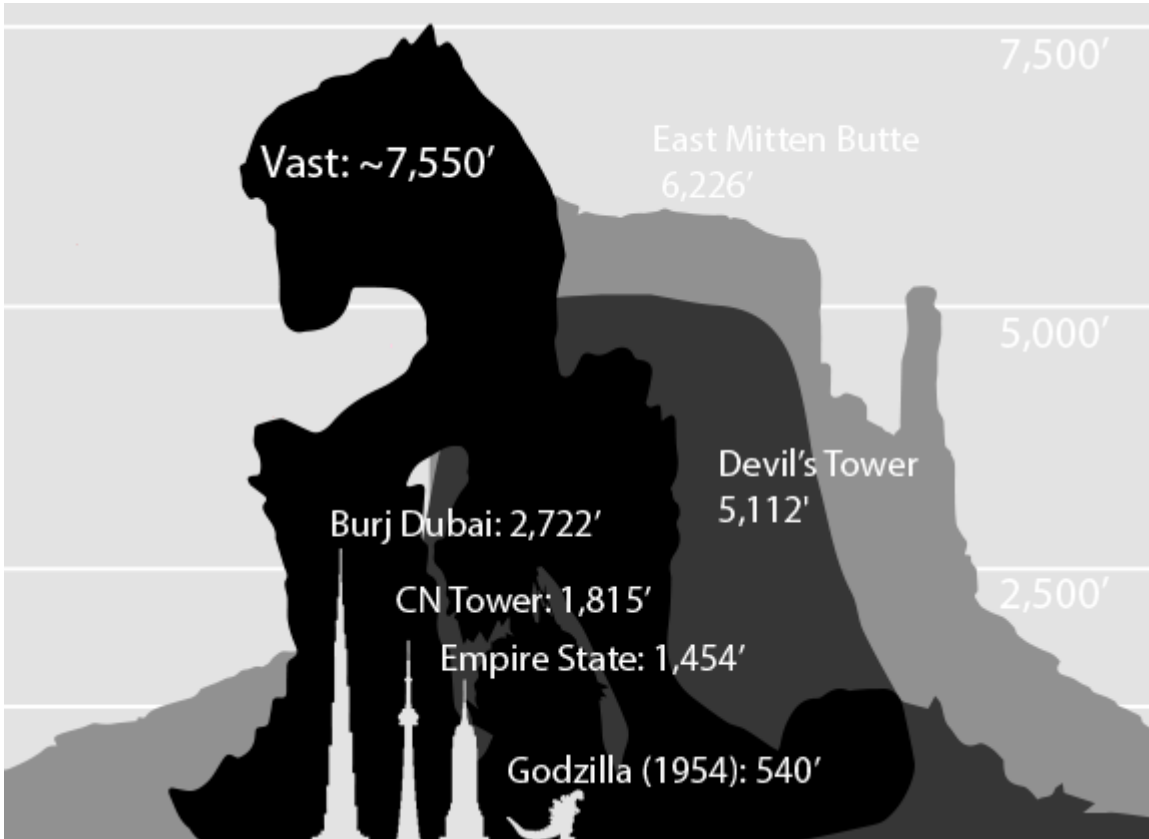 7,500’
East Mitten Butte
6,226’
Vast: ~7,550’
5,000’
Devil’s Tower
5,112'
Burj Dubai: 2,722’
2,500’
CN Tower: 1,815’
Empire State: 1,454’
Godzilla (1954): 540’